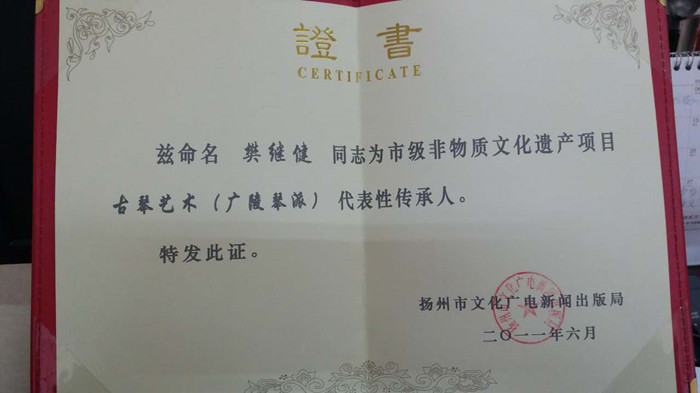 證書
CERTIFICATE
兹命名 樊继健 同志为市级非物质文化遗产项目
古琴艺术（广陵琴派）代表性传承人。
特发此证。
扬州市文化广电新闻出版局
二〇一一年六月